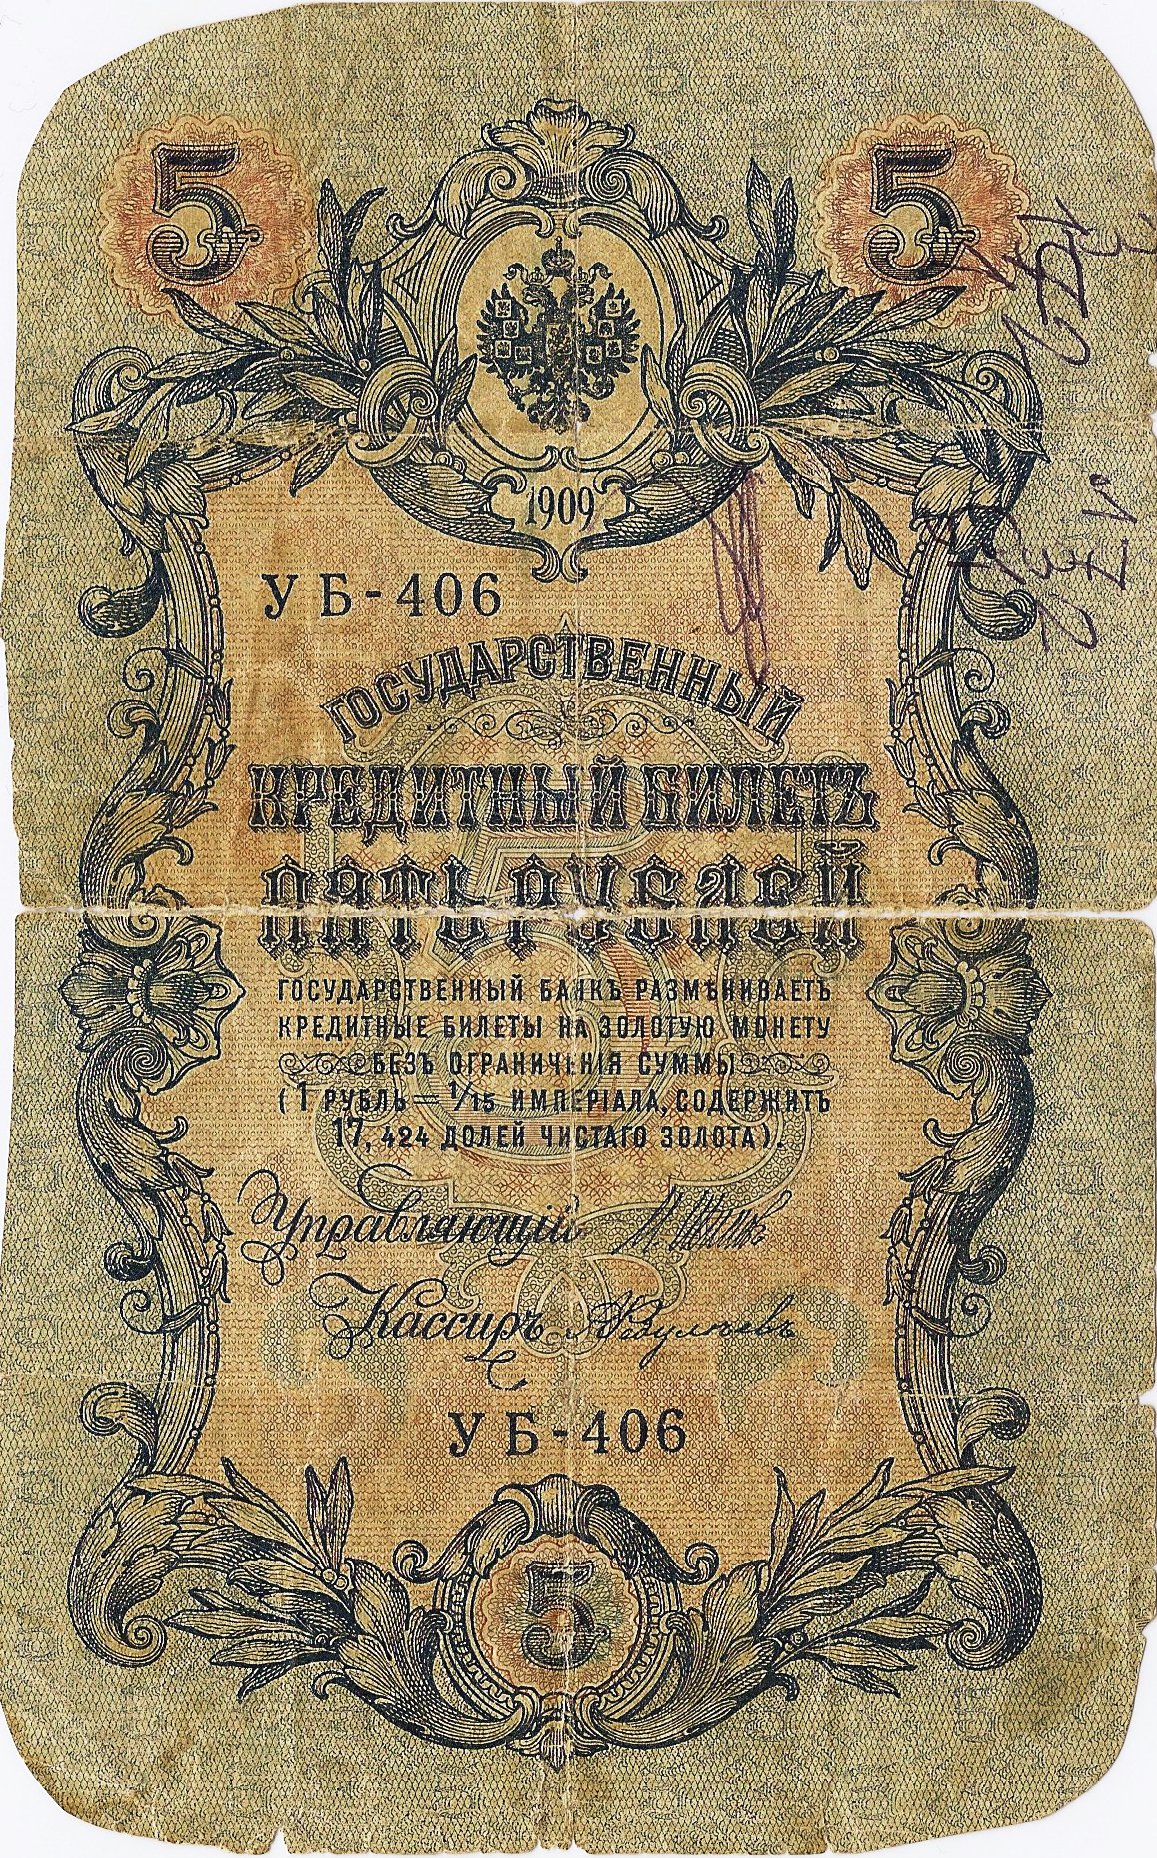 5 5
1909
УБ-406
ГОСУДАРСТВЕННЫЙ
КРЕДИТНЫЙ БИЛЕТЪ
ПЯТЬ РУБЛЕЙ
ГОСУДАРСТВЕННЫЙ БАНКЪ РАЗМѢНИВАЕТЪ
КРЕДИТНЫЕ БИЛЕТЫ НА ЗОЛОТУЮ МОНЕТУ
БЕЗЪ ОГРАНИЧЕНІЯ СУММЫ
(1 РУБЛЬ = 1/15 ИМПЕРІАЛА, СОДЕРЖИТЪ
17,424 ДОЛЕЙ ЧИСТАГО ЗОЛОТА).
Управляющій И. Шиповъ
Кассиръ
УБ-406
5